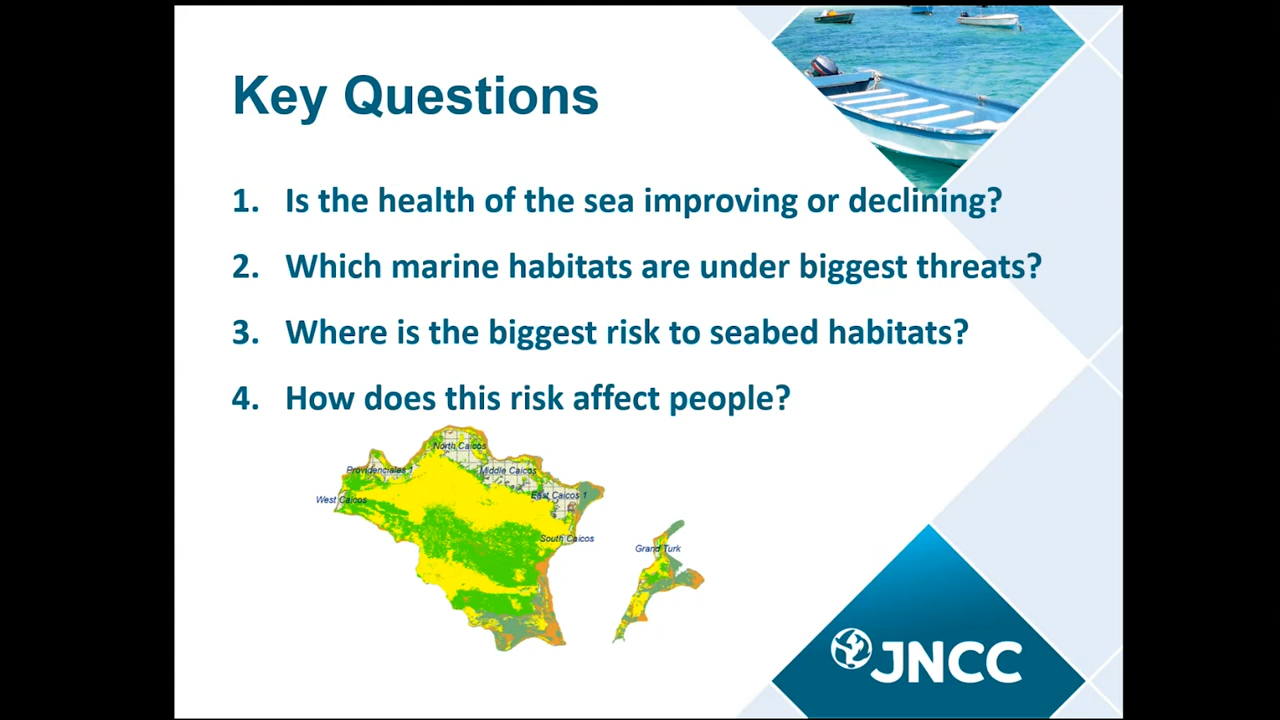 Key Questions
1. Is the health of the sea improving or declining?
2. Which marine habitats are under biggest threats?
3. Where is the biggest risk to seabed habitats?
4. How does this risk affect people?
North Caicos
Providenciales 1
Middle Caicos
West Caicos
East Caicos 1
South Caicos
Grand Turk
JNCC